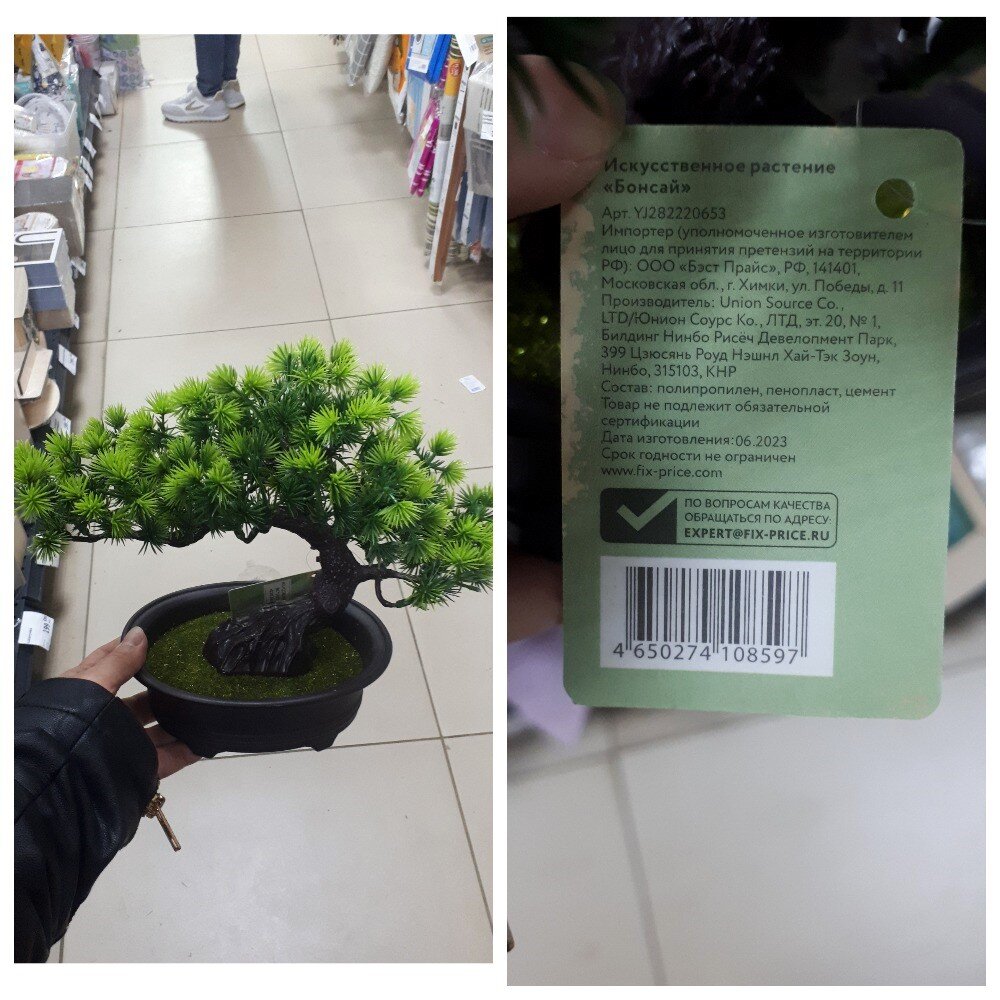 Искусственное растение
«Бонсай»
Арт. YJ282220653
Импортер (уполномоченное изготовителем
лицо для принятия претензий на территории
РФ): ООО «Бэст Прайс», РФ, 141401,
Московская обл., г. Химки, ул. Победы, д. 11
Производитель: Union Source Co.,
LTD/Юнион Соурс Ко., ЛТД, эт. 20, № 1,
Билдинг Нинбо Рисёч Девелопмент Парк,
399 Цзюсянь Роуд Нэшнл Хай-Тэк Зоун,
Нинбо, 315103, КНР
Состав: полипропилен, пенопласт, цемент
Товар не подлежит обязательной
сертификации
Дата изготовления: 06.2023
Срок годности не ограничен
www.fix-price.com
ПО ВОПРОСАМ КАЧЕСТВА
ОБРАЩАТЬСЯ ПО АДРЕСУ:
EXPERT@FIX-PRICE.RU
4 650274 108597